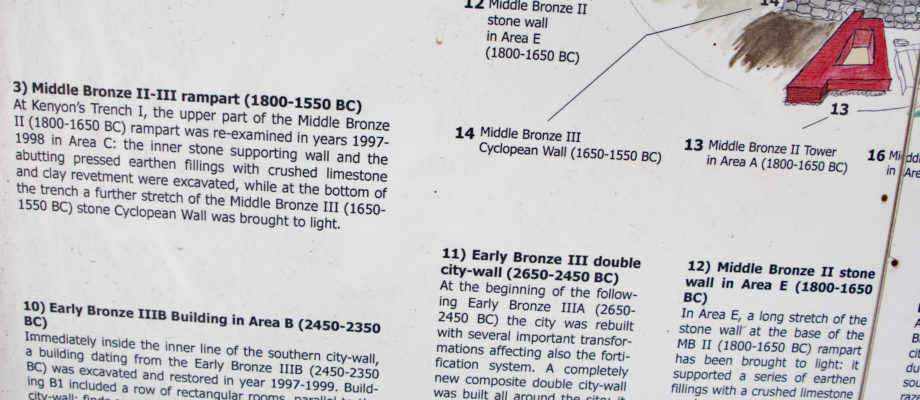 12 Middle Bronze II
stone wall
in Area E
(1800-1650 BC)
14
13
14 Middle Bronze III
Cyclopean Wall (1650-1550 BC)
13 Middle Bronze II Tower
in Area A (1800-1650 BC)
16
in
3) Middle Bronze II-III rampart (1800-1550 BC)
At Kenyon's Trench I, the upper part of the Middle Bronze
II (1800-1650 BC) rampart was re-examined in years 1997-
1998 in Area C: the inner stone supporting wall and the
abutting pressed earthen fillings with crushed limestone
and clay revetment were excavated, while at the bottom of
the trench a further stretch of the Middle Bronze III (1650-
1550 BC) stone Cyclopean Wall was brought to light.
10) Early Bronze IIIB Building in Area B (2450-2350
BC)
Immediately inside the inner line of the southern city-wall,
a building dating from the Early Bronze IIIB (2450-2350
BC) was excavated and restored in year 1997-1999. Build-
ing B1 included a row of rectangular rooms, parallel to the
city-wall; finds
11) Early Bronze III double
city-wall (2650-2450 BC)
At the beginning of the follow-
ing Early Bronze IIIA (2650-
2450 BC) the city was rebuilt
with several important transfor-
mations affecting also the forti-
fication system. A completely
new composite double city-wall
was built all around the site: it
12) Middle Bronze II stone
wall in Area E (1800-1650
BC)
In Area E, a long stretch of the
stone wall at the base of the
MB II (1800-1650 BC) rampart
has been brought to light: it
supported a series of earthen
fillings with a crushed limestone